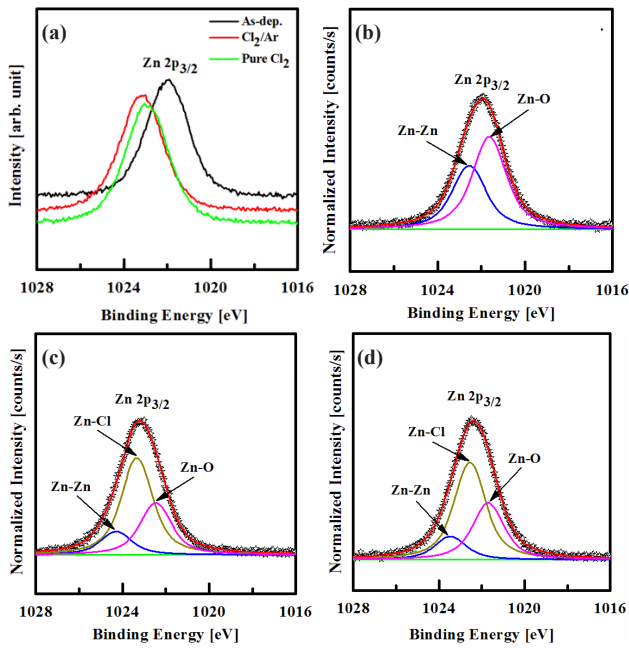 (a)
As-dep.
Cl2/Ar
Pure Cl2
Zn 2p3/2
Intensity [arb. unit]
1028 1024 1020 1016
Binding Energy [eV]
(b)
Zn 2p3/2
Zn-O
Zn-Zn
Normalized Intensity [counts/s]
1028 1024 1020 1016
Binding Energy [eV]
(c)
Zn 2p3/2
Zn-Cl
Zn-O
Zn-Zn
Normalized Intensity [counts/s]
1028 1024 1020 1016
Binding Energy [eV]
(d)
Zn 2p3/2
Zn-Cl
Zn-O
Zn-Zn
Normalized Intensity [counts/s]
1028 1024 1020 1016
Binding Energy [eV]